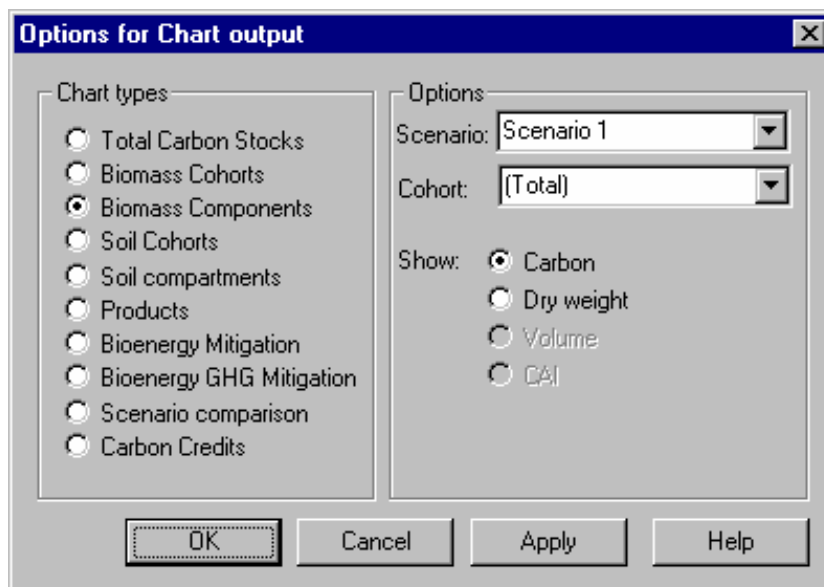 Options for Chart output
Chart types
Total Carbon Stocks
Biomass Cohorts
Biomass Components
Soil Cohorts
Soil compartments
Products
Bioenergy Mitigation
Bioenergy GHG Mitigation
Scenario comparison
Carbon Credits
Options
Scenario: Scenario 1
Cohort: (Total)
Show: Carbon
Dry weight
Volume
CAI
OK Cancel Apply Help